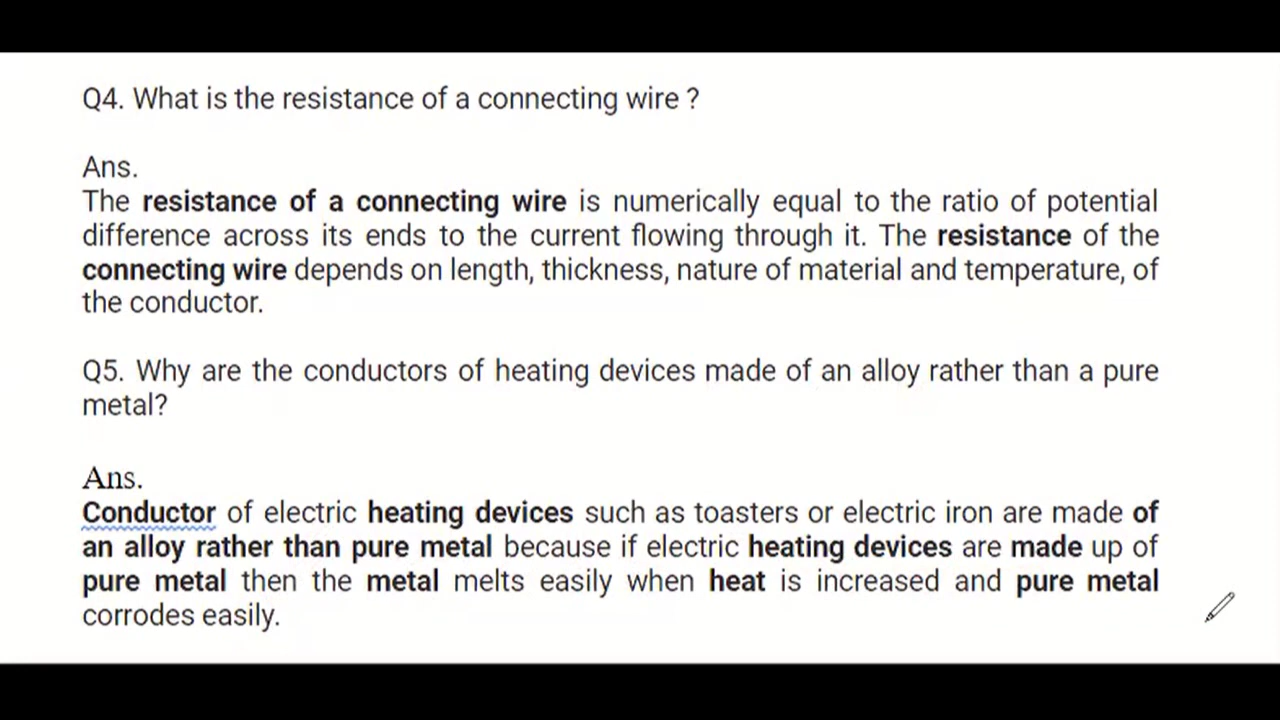 Q4. What is the resistance of a connecting wire ?
Ans.
The resistance of a connecting wire is numerically equal to the ratio of potential
difference across its ends to the current flowing through it. The resistance of the
connecting wire depends on length, thickness, nature of material and temperature, of
the conductor.
Q5. Why are the conductors of heating devices made of an alloy rather than a pure
metal?
Ans.
Conductor of electric heating devices such as toasters or electric iron are made of
an alloy rather than pure metal because if electric heating devices are made up of
pure metal then the metal melts easily when heat is increased and pure metal
corrodes easily.